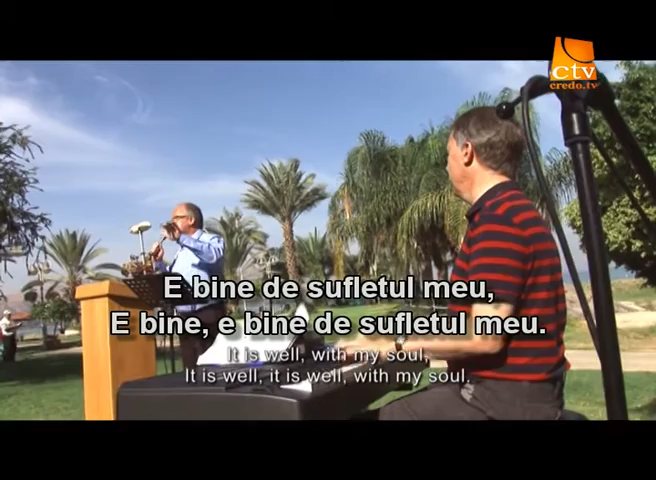 ctv
credo.tv
E bine de sufletul meu,
E bine, e bine de sufletul meu.
It is well, with my soul,
It is well, it is well, with my soul.